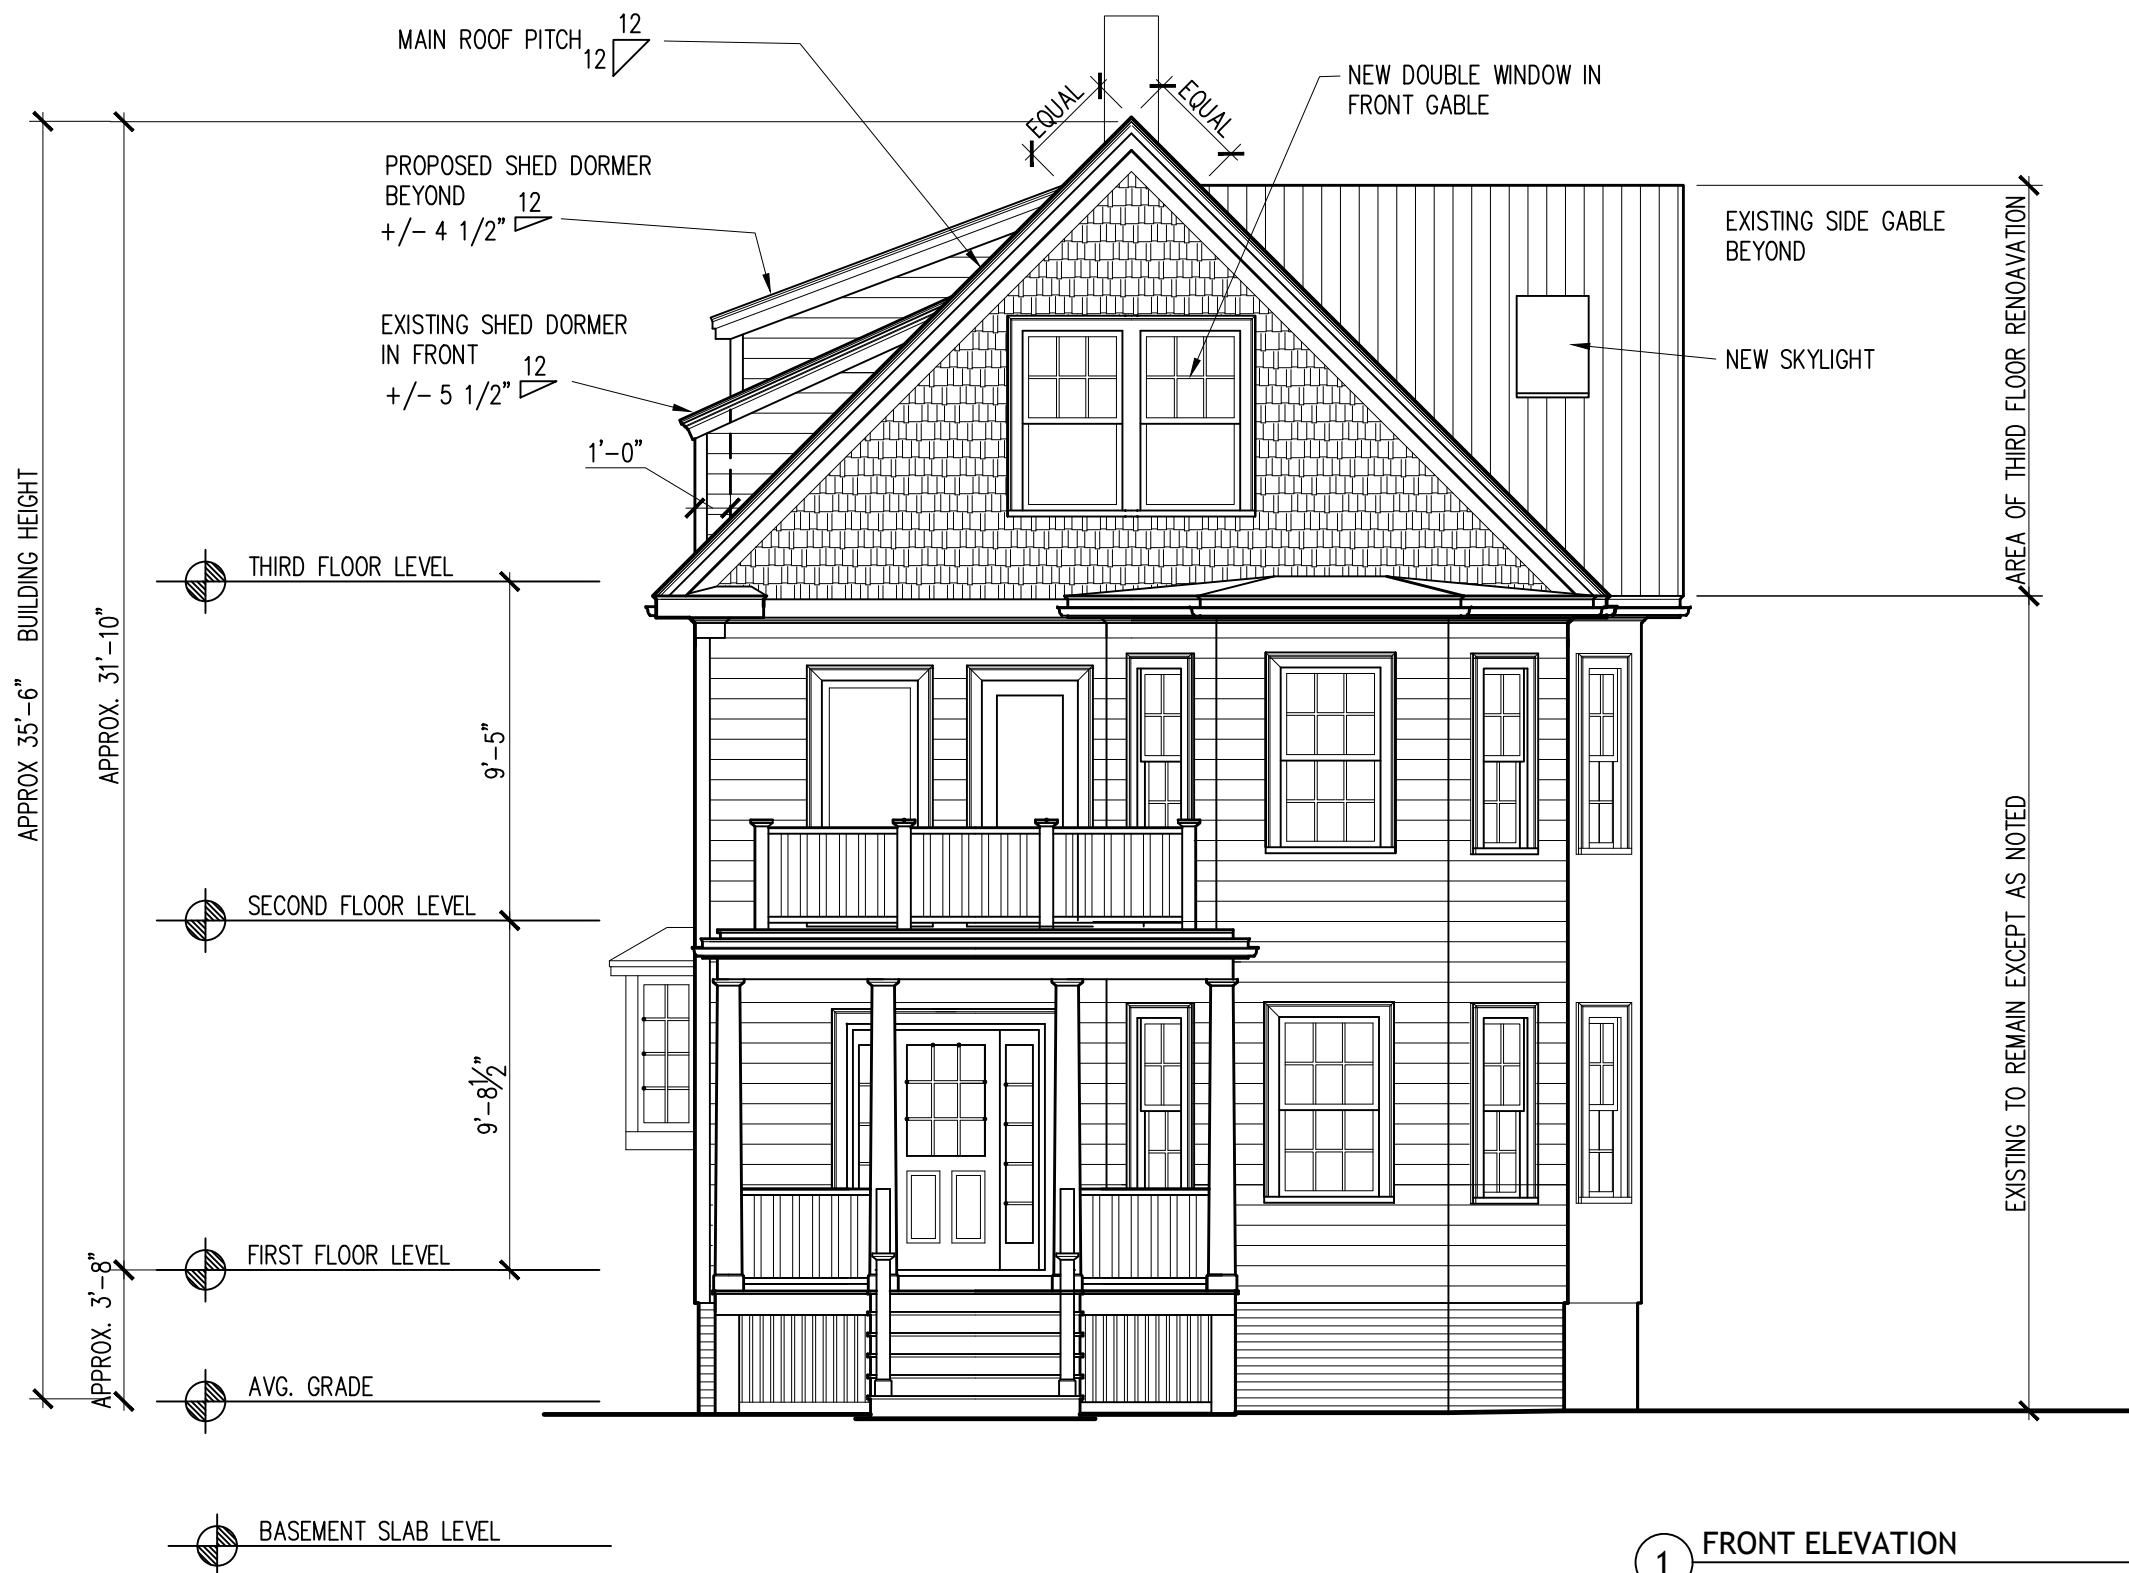 MAIN ROOF PITCH
12
12
NEW DOUBLE WINDOW IN
FRONT GABLE
EQUAL
EQUAL
PROPOSED SHED DORMER
BEYOND
+/- 4 1/2"
12
EXISTING SIDE GABLE
BEYOND
EXISTING SHED DORMER
IN FRONT
+/- 5 1/2"
12
NEW SKYLIGHT
1'-0"
AREA OF THIRD FLOOR RENOAVATION
APPROX 35'-6" BUILDING HEIGHT
APPROX. 31'-10"
THIRD FLOOR LEVEL
9'-5"
SECOND FLOOR LEVEL
EXISTING TO REMAIN EXCEPT AS NOTED
9'-8½"
FIRST FLOOR LEVEL
APPROX. 3'-8"
AVG. GRADE
BASEMENT SLAB LEVEL
1
FRONT ELEVATION